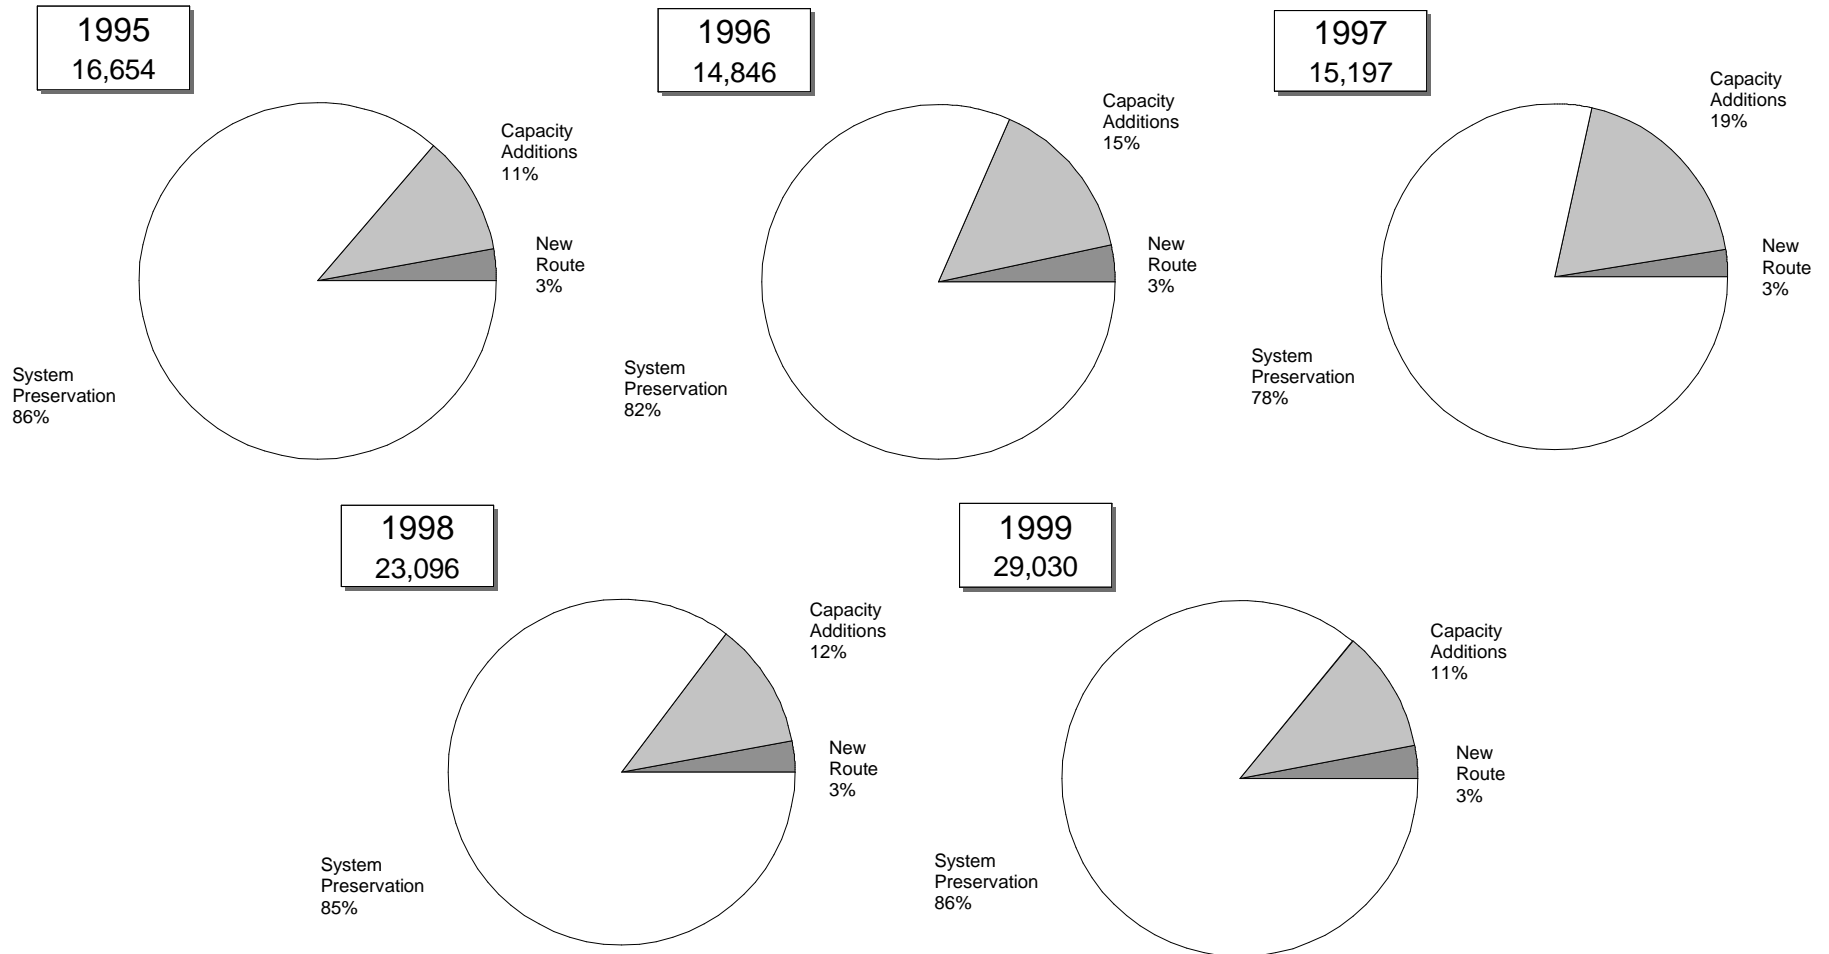 1995
16,654
Capacity
Additions
11%
New
Route
3%
System
Preservation
86%
1996
14,846
Capacity
Additions
15%
New
Route
3%
System
Preservation
82%
1997
15,197
Capacity
Additions
19%
New
Route
3%
System
Preservation
78%
1998
23,096
Capacity
Additions
12%
New
Route
3%
System
Preservation
85%
1999
29,030
Capacity
Additions
11%
New
Route
3%
System
Preservation
86%